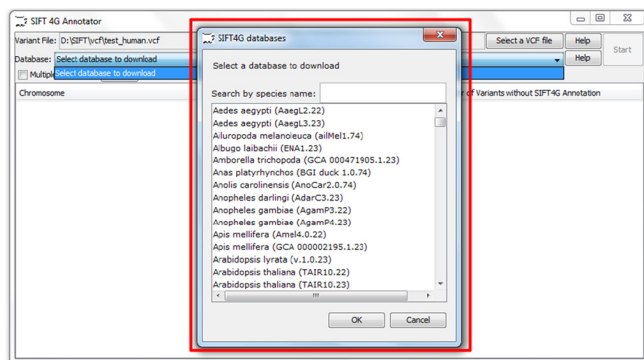 SIFT 4G Annotator
Variant File: D:\SIFT\vcf\test_human.vcf
Select a VCF file
Help
Start
Database: Select database to download
Help
Select database to download
Chromosome
of Variants without SIFT4G Annotation
SIFT4G databases
Select a database to download
Search by species name:
Aedes aegypti (AaegL2.22)
Aedes aegypti (AaegL3.23)
Ailuropoda melanoleuca (ailMel1.74)
Albugo laibachii (ENA1.23)
Amborella trichopoda (GCA 000471905.1.23)
Anas platyrhynchos (BGI duck 1.0.74)
Anolis carolinensis (AnoCar2.0.74)
Anopheles darlingi (AdarC3.23)
Anopheles gambiae (AgamP3.22)
Anopheles gambiae (AgamP4.23)
Apis mellifera (Amel4.0.22)
Apis mellifera (GCA 000002195.1.23)
Arabidopsis lyrata (v.1.0.23)
Arabidopsis thaliana (TAIR10.22)
Arabidopsis thaliana (TAIR10.23)
OK
Cancel